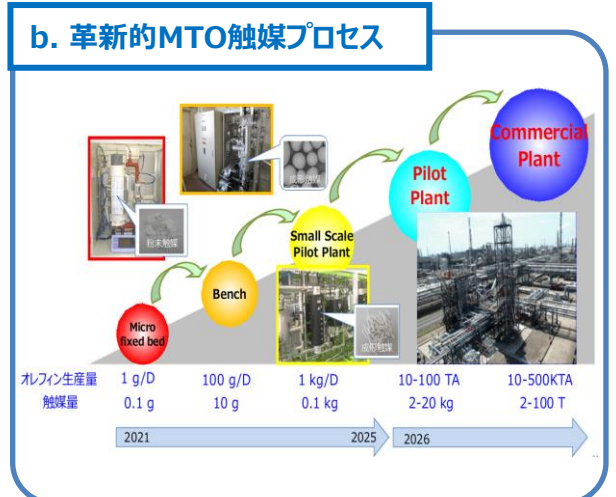 b. 革新的MTO触媒プロセス
Commercial
Plant
Pilot
Plant
成形触媒
粉末触媒
Small Scale
Pilot Plant
Bench
Micro
fixed bed
成形触媒
オレフィン生産量 1 g/D 100 g/D 1 kg/D 10-100 TA 10-500KTA
触媒量 0.1 g 10 g 0.1 kg 2-20 kg 2-100 T
2021 2025 2026